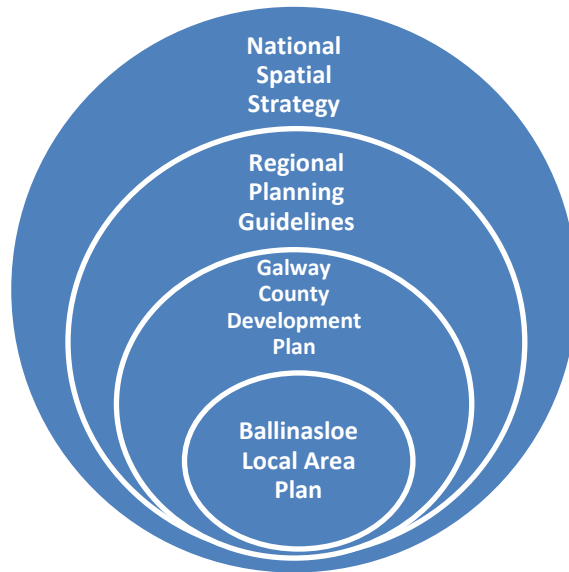 National
Spatial
Strategy
Regional
Planning
Guidelines
Galway
County
Development
Plan
Ballinasloe
Local Area
Plan